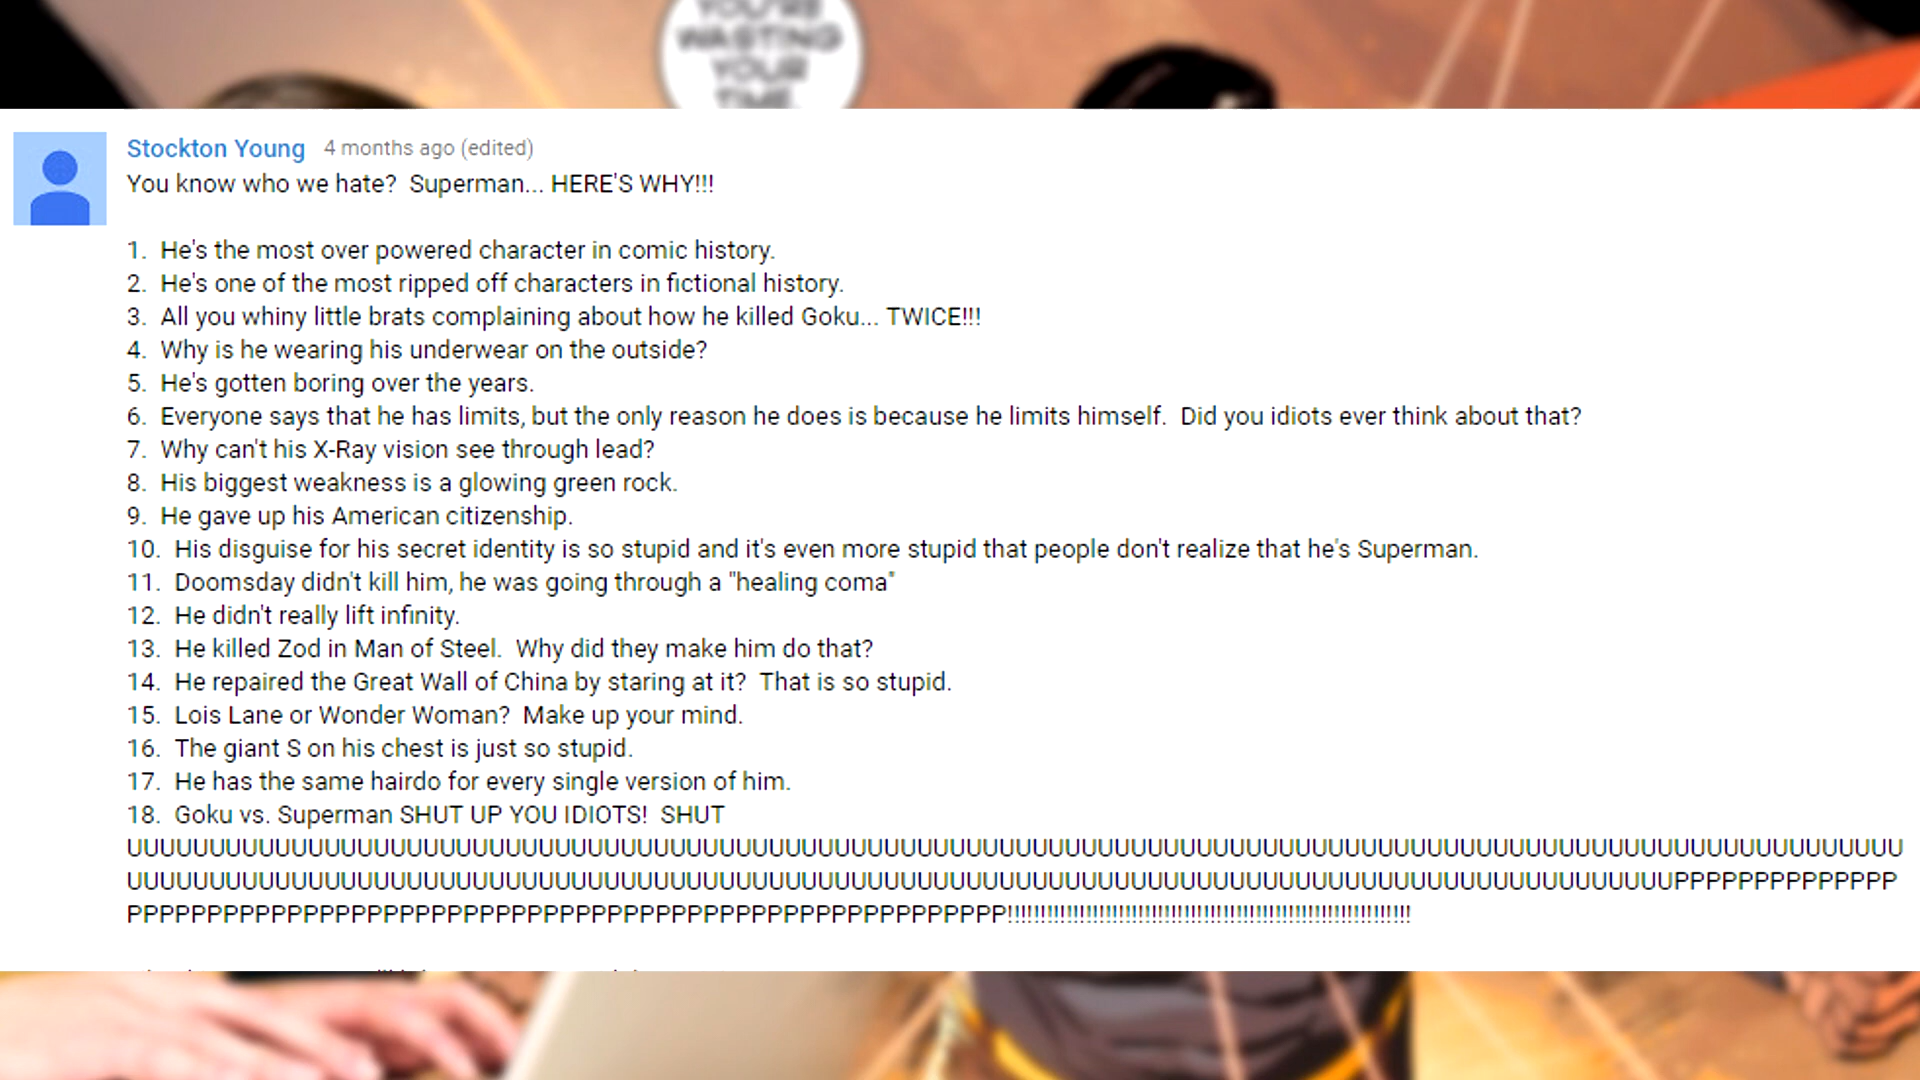 YOU'RE
WASTING
YOUR
TIME.
Stockton Young 4 months ago (edited)
You know who we hate? Superman... HERE'S WHY!!!
1. He's the most over powered character in comic history.
2. He's one of the most ripped off characters in fictional history.
3. All you whiny little brats complaining about how he killed Goku... TWICE!!!
4. Why is he wearing his underwear on the outside?
5. He's gotten boring over the years.
6. Everyone says that he has limits, but the only reason he does is because he limits himself. Did you idiots ever think about that?
7. Why can't his X-Ray vision see through lead?
8. His biggest weakness is a glowing green rock.
9. He gave up his American citizenship.
10. His disguise for his secret identity is so stupid and it's even more stupid that people don't realize that he's Superman.
11. Doomsday didn't kill him, he was going through a "healing coma"
12. He didn't really lift infinity.
13. He killed Zod in Man of Steel. Why did they make him do that?
14. He repaired the Great Wall of China by staring at it? That is so stupid.
15. Lois Lane or Wonder Woman? Make up your mind.
16. The giant S on his chest is just so stupid.
17. He has the same hairdo for every single version of him.
18. Goku vs. Superman SHUT UP YOU IDIOTS! SHUT
UUUUUUUUUUUUUUUUUUUUUUUUUUUUUUUUUUUUUUUUUUUUUUUUUUUUUUUUUUUUUUUUUUUUUUUUUUUUUUUUUUUUUUUUUUUUUUUUUUUUUUUUUUUU
UUUUUUUUUUUUUUUUUUUUUUUUUUUUUUUUUUUUUUUUUUUUUUUUUUUUUUUUUUUUUUUUUUUUUUUUUUUUUUUUUUUUUUUUUUUUUUPPPPPPPPPPPPPP
PPPPPPPPPPPPPPPPPPPPPPPPPPPPPPPPPPPPPPPPPPPPPPPPPPPPPPP!!!!!!!!!!!!!!!!!!!!!!!!!!!!!!!!!!!!!!!!!!!!!!!!!!!!!!!!!!!!!